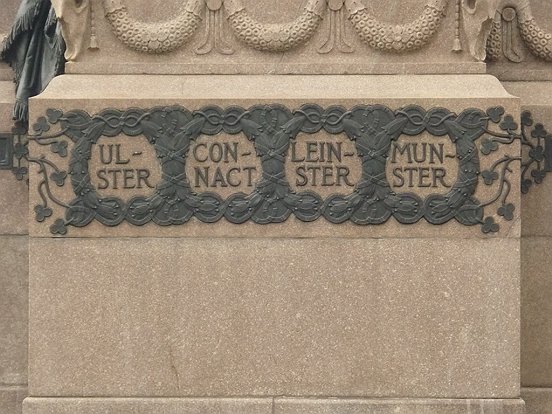 UL-
STER
CON-
NACT
LEIN-
STER
MUN-
STER